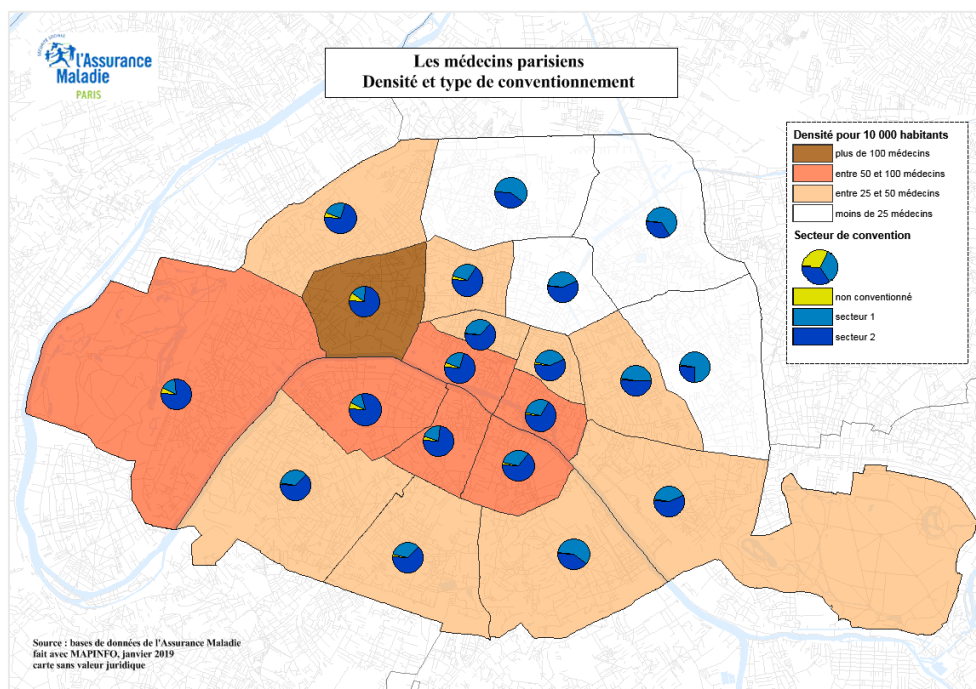 SÉCURITÉ SOCIALE
l'Assurance
Maladie
PARIS
Les médecins parisiens
Densité et type de conventionnement
Densité pour 10 000 habitants
plus de 100 médecins
entre 50 et 100 médecins
entre 25 et 50 médecins
moins de 25 médecins
Secteur de convention
non conventionné
secteur 1
secteur 2
Source : bases de données de l'Assurance Maladie
fait avec MAPINFO, janvier 2019
carte sans valeur juridique